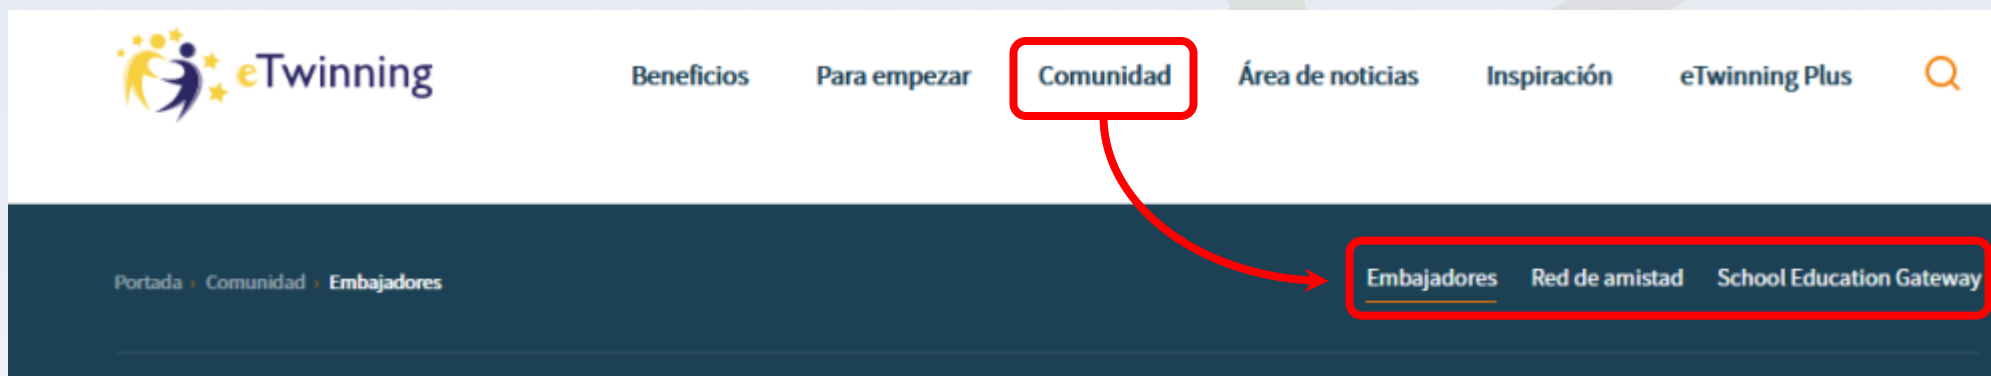 eTwinning
Beneficios Para empezar Comunidad Área de noticias Inspiración eTwinning Plus
Portada › Comunidad › Embajadores
Embajadores Red de amistad School Education Gateway